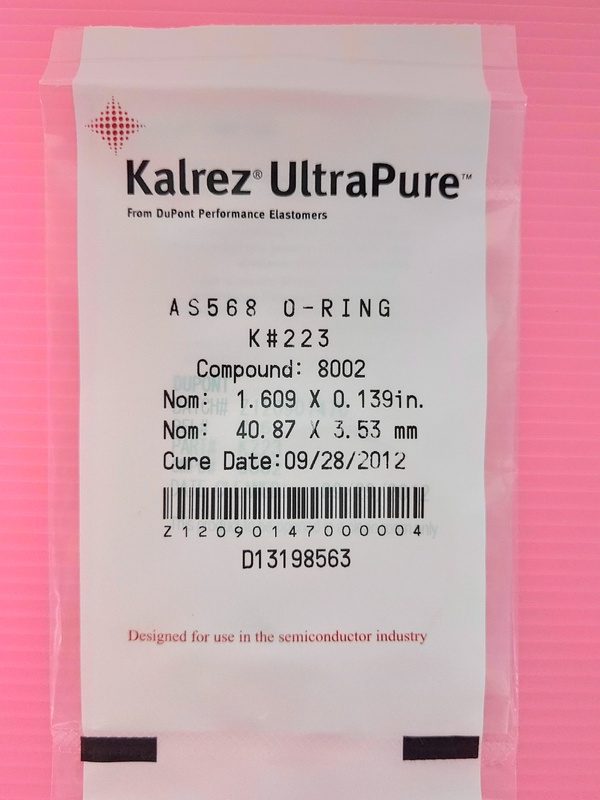 Kalrez® UltraPure™
From DuPont Performance Elastomers
AS568 O-RING
K#223
Compound: 8002
Nom: 1.609 X 0.139in.
Nom: 40.87 X 3.53 mm
Cure Date:09/28/2012
Z12090147000004
D13198563
Designed for use in the semiconductor industry